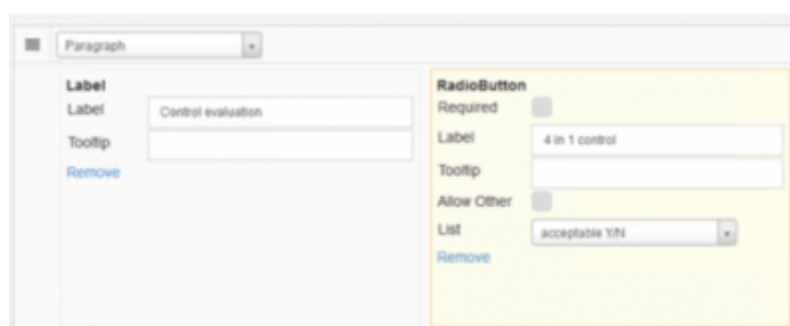 Paragraph
Label
Label Control evaluation
Tooltip
Remove
RadioButton
Required
Label 4 in 1 control
Tooltip
Allow Other
List acceptable Y/N
Remove